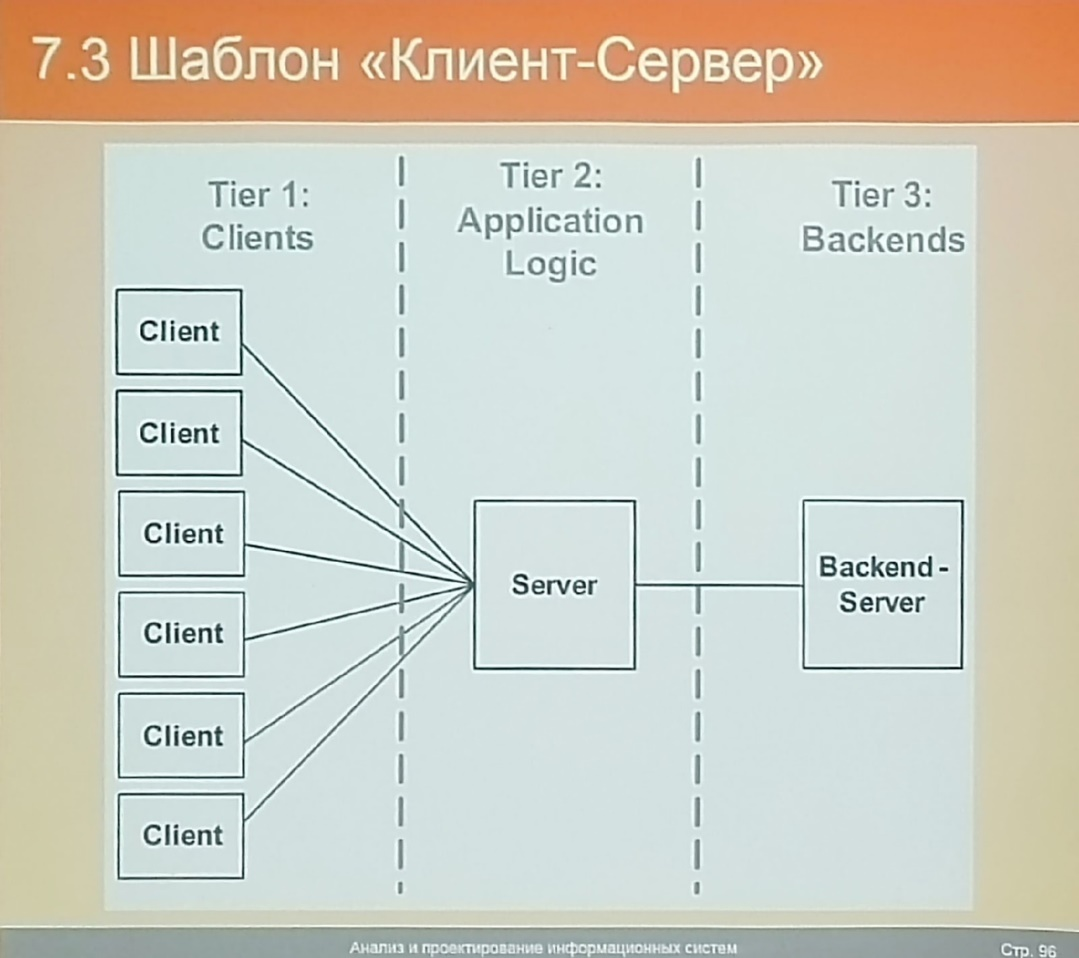 7.3 Шаблон «Клиент-Сервер»
Tier 1:
Clients
Tier 2:
Application
Logic
Tier 3:
Backends
Client
Client
Client
Client
Client
Client
Server
Backend-
Server
Анализ и проектирование информационных систем
Стр. 96